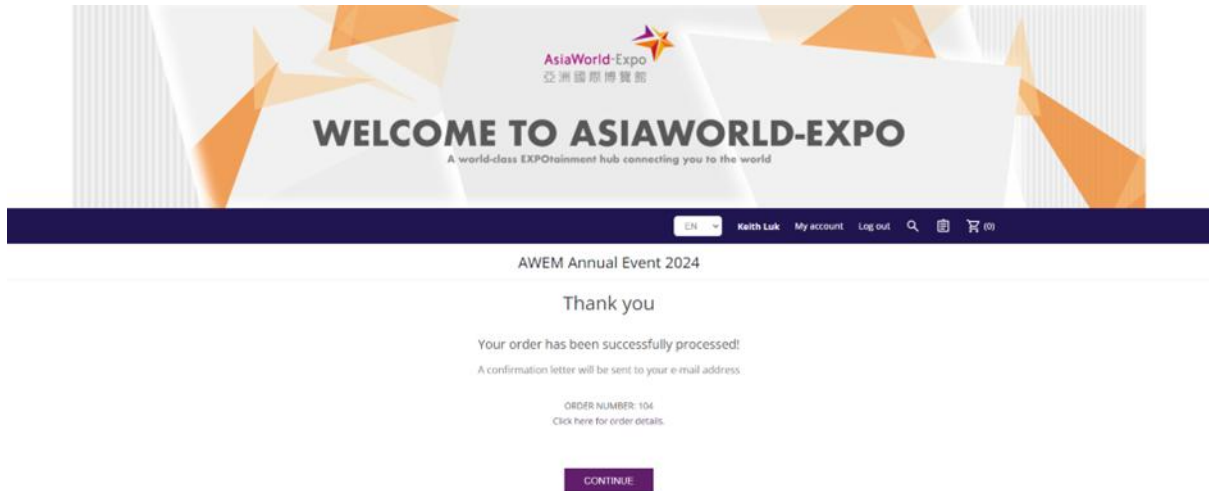 AsiaWorld-Expo
亞洲國際博覽館
WELCOME TO ASIAWORLD-EXPO
A world-class EXPOtainment hub connecting you to the world
EN Keith Luk My account Log out (0)
AWEM Annual Event 2024
Thank you
Your order has been successfully processed!
A confirmation letter will be sent to your e-mail address
ORDER NUMBER: 104
Click here for order details.
CONTINUE